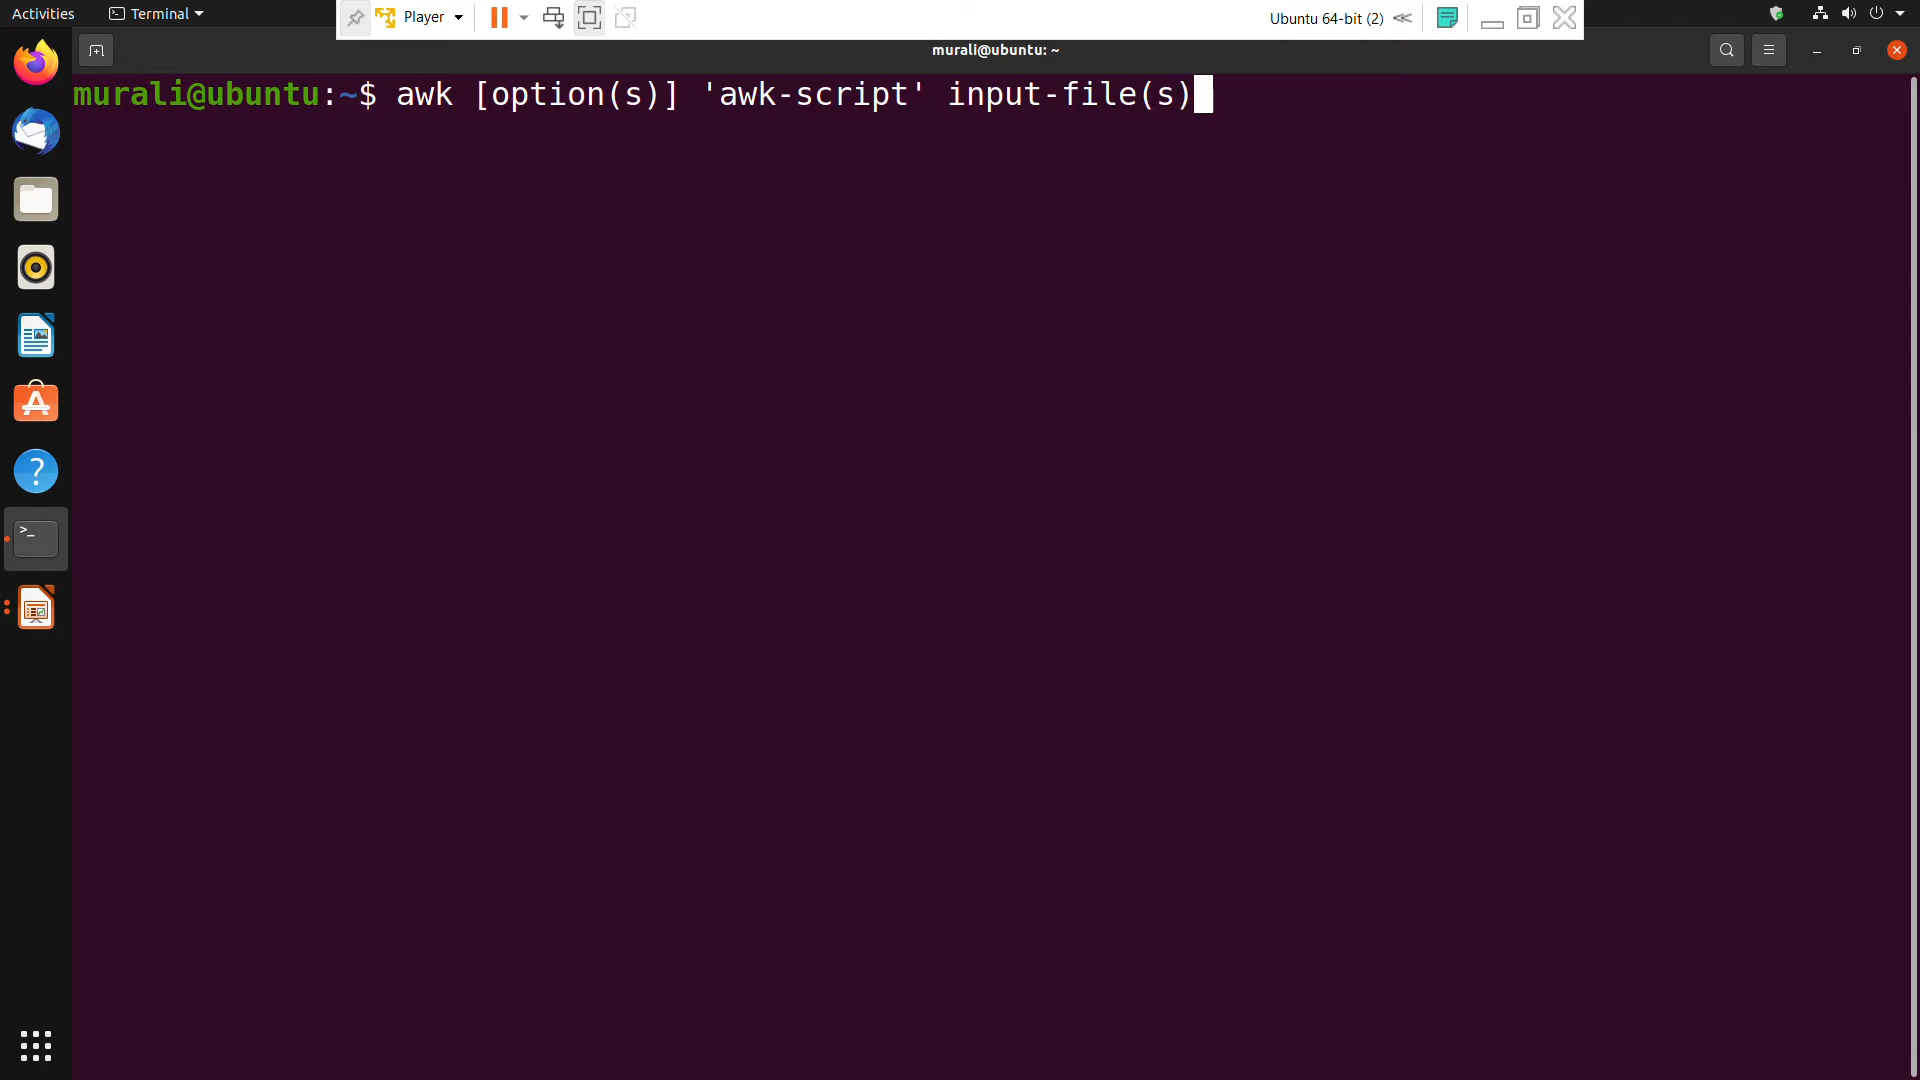 Activities
Terminal
Player
Ubuntu 64-bit (2)
murali@ubuntu: ~
murali@ubuntu:~$ awk [option(s)] 'awk-script' input-file(s)